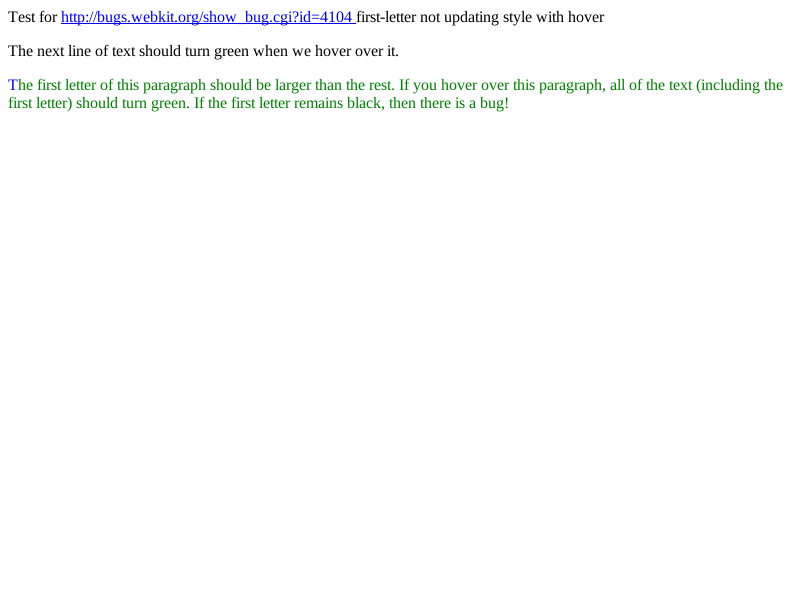 Test for http://bugs.webkit.org/show_bug.cgi?id=4104 first-letter not updating style with hover
The next line of text should turn green when we hover over it.
The first letter of this paragraph should be larger than the rest. If you hover over this paragraph, all of the text (including the
first letter) should turn green. If the first letter remains black, then there is a bug!